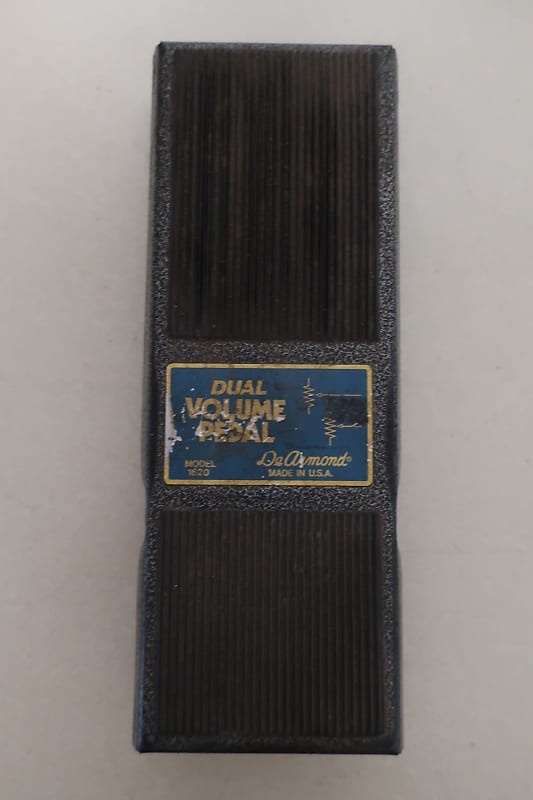 DUAL
VOLUME
PEDAL
MODEL
1620
DeArmond®
MADE IN U.S.A.